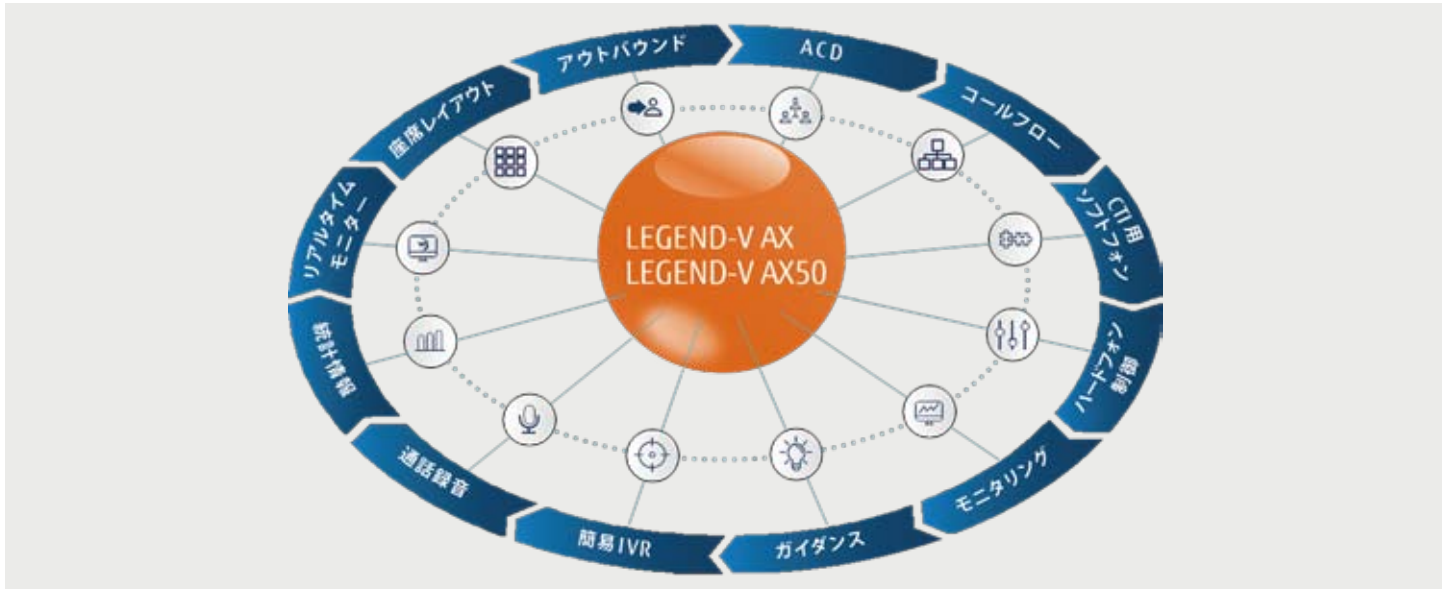 アウトバウンド
ACD
コールフロー
CTI用
ソフトフォン
ハードフォン
制御
モニタリング
ガイダンス
簡易IVR
通話録音
統計情報
リアルタイム
モニター
座席レイアウト
LEGEND-V AX
LEGEND-V AX50